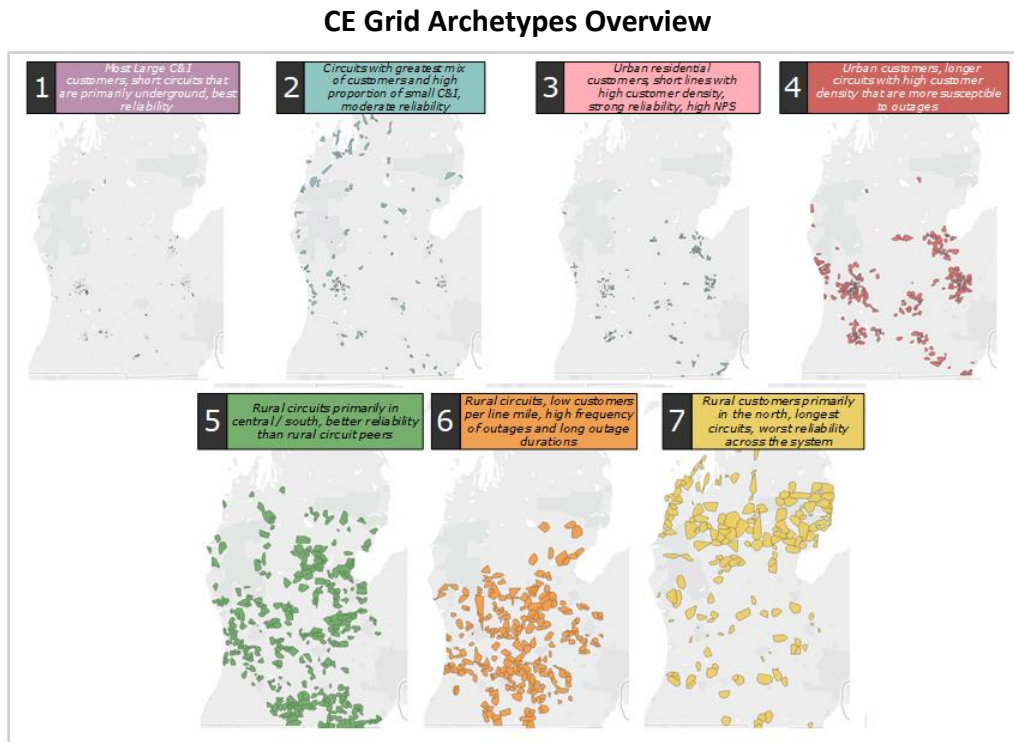 CE Grid Archetypes Overview
1
Most Large C&I
customers, short circuits that
are primarily underground, best
reliability
2
Circuits with greatest mix
of customers and high
proportion of small C&I,
moderate reliability
3
Urban residential
customers, short lines with
high customer density,
strong reliability, high NPS
4
Urban customers, longer
circuits with high customer
density that are more susceptible
to outages
5
Rural circuits primarily in
central / south, better reliability
than rural circuit peers
6
Rural circuits, low customers
per line mile, high frequency
of outages and long outage
durations
7
Rural customers primarily
in the north, longest
circuits, worst reliability
across the system